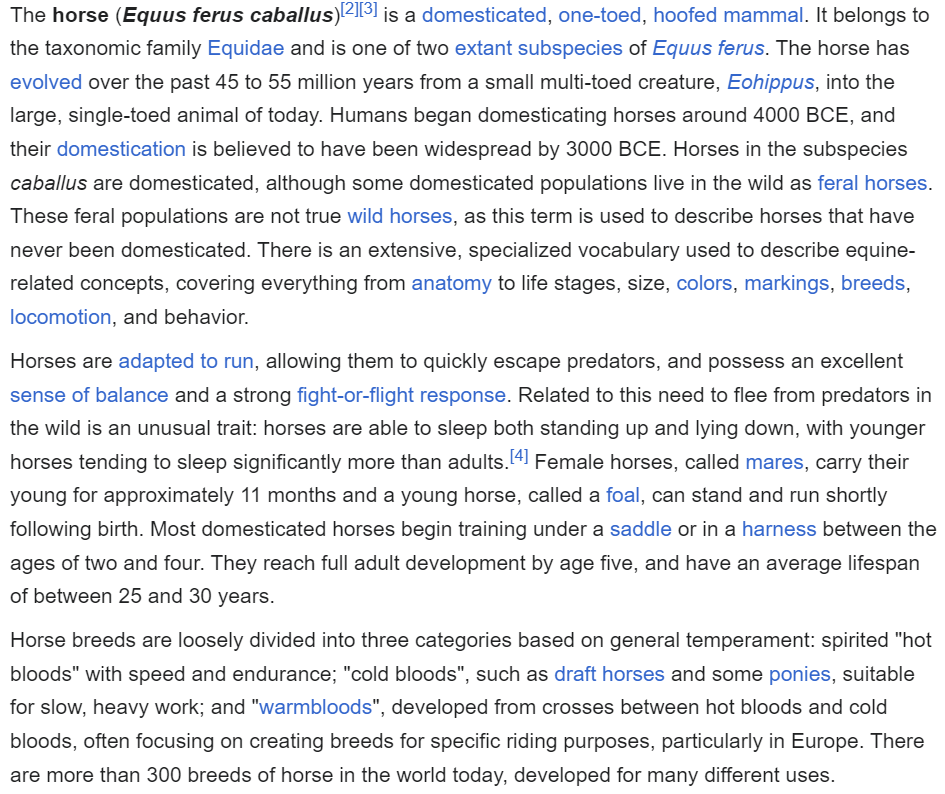 The horse (Equus ferus caballus)[2][3] is a domesticated, one-toed, hoofed mammal. It belongs to
the taxonomic family Equidae and is one of two extant subspecies of Equus ferus. The horse has
evolved over the past 45 to 55 million years from a small multi-toed creature, Eohippus, into the
large, single-toed animal of today. Humans began domesticating horses around 4000 BCE, and
their domestication is believed to have been widespread by 3000 BCE. Horses in the subspecies
caballus are domesticated, although some domesticated populations live in the wild as feral horses.
These feral populations are not true wild horses, as this term is used to describe horses that have
never been domesticated. There is an extensive, specialized vocabulary used to describe equine-
related concepts, covering everything from anatomy to life stages, size, colors, markings, breeds,
locomotion, and behavior.
Horses are adapted to run, allowing them to quickly escape predators, and possess an excellent
sense of balance and a strong fight-or-flight response. Related to this need to flee from predators in
the wild is an unusual trait: horses are able to sleep both standing up and lying down, with younger
horses tending to sleep significantly more than adults.[4] Female horses, called mares, carry their
young for approximately 11 months and a young horse, called a foal, can stand and run shortly
following birth. Most domesticated horses begin training under a saddle or in a harness between the
ages of two and four. They reach full adult development by age five, and have an average lifespan
of between 25 and 30 years.
Horse breeds are loosely divided into three categories based on general temperament: spirited "hot
bloods" with speed and endurance; "cold bloods", such as draft horses and some ponies, suitable
for slow, heavy work; and "warmbloods", developed from crosses between hot bloods and cold
bloods, often focusing on creating breeds for specific riding purposes, particularly in Europe. There
are more than 300 breeds of horse in the world today, developed for many different uses.